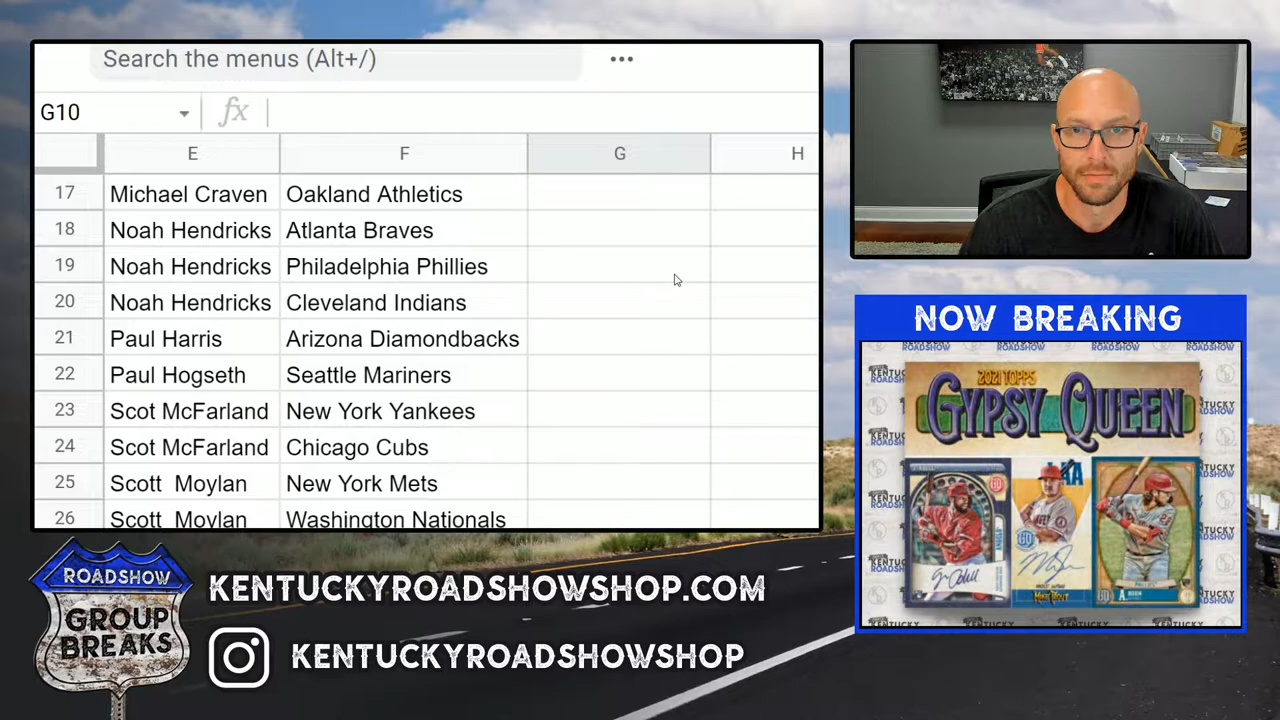 Search the menus (Alt+/)
G10
fx
E F G H
17 Michael Craven Oakland Athletics
18 Noah Hendricks Atlanta Braves
19 Noah Hendricks Philadelphia Phillies
20 Noah Hendricks Cleveland Indians
21 Paul Harris Arizona Diamondbacks
22 Paul Hogseth Seattle Mariners
23 Scot McFarland New York Yankees
24 Scot McFarland Chicago Cubs
25 Scott Moylan New York Mets
26 Scott Moylan Washington Nationals
NOW BREAKING
2021 TOPPS
GYPSY QUEEN
ROADSHOW
GROUP
BREAKS
KENTUCKYROADSHOWSHOP.COM
KENTUCKYROADSHOWSHOP